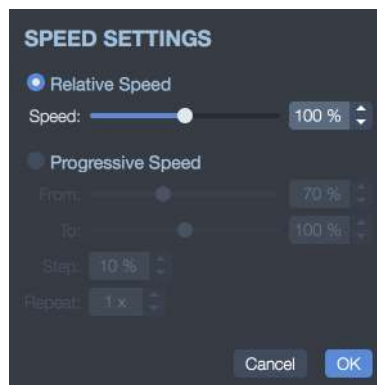 SPEED SETTINGS
Relative Speed
Speed: 100 %
Progressive Speed
From: 70 %
To: 100 %
Step: 10 %
Repeat: 1 x
Cancel OK